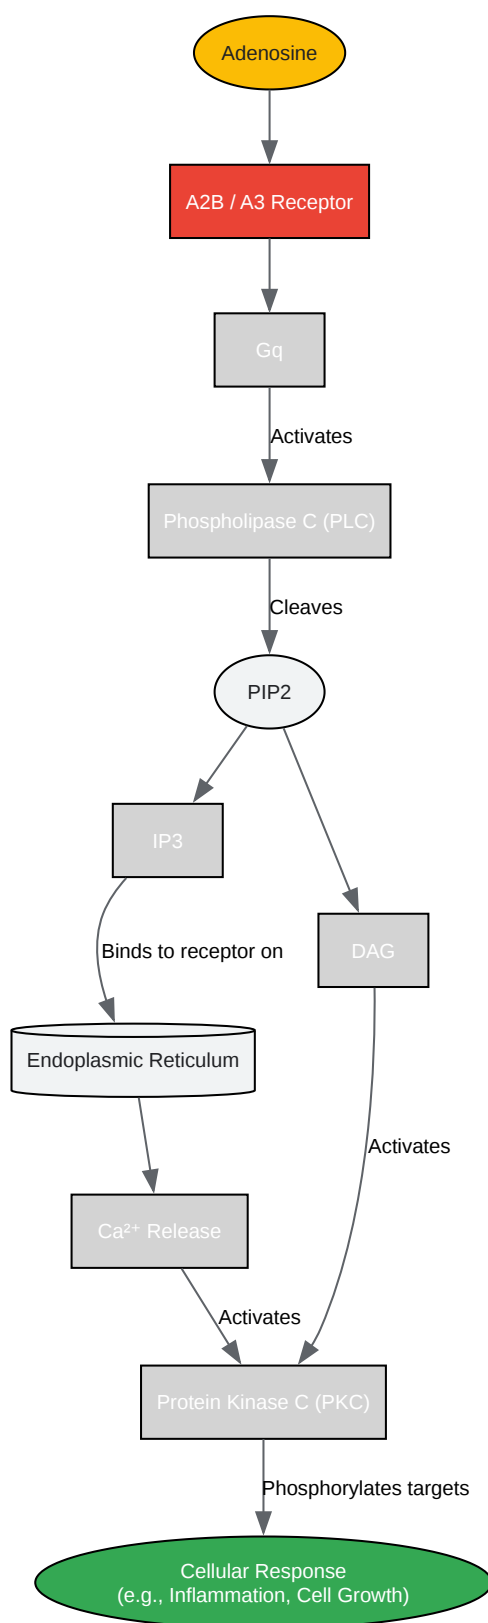 Adenosine
A2B / A3 Receptor
Gq
Activates
Phospholipase C (PLC)
Cleaves
PIP2
IP3
DAG
Binds to receptor on
Endoplasmic Reticulum
Activates
Ca²⁺ Release
Activates
Protein Kinase C (PKC)
Phosphorylates targets
Cellular Response
(e.g., Inflammation, Cell Growth)